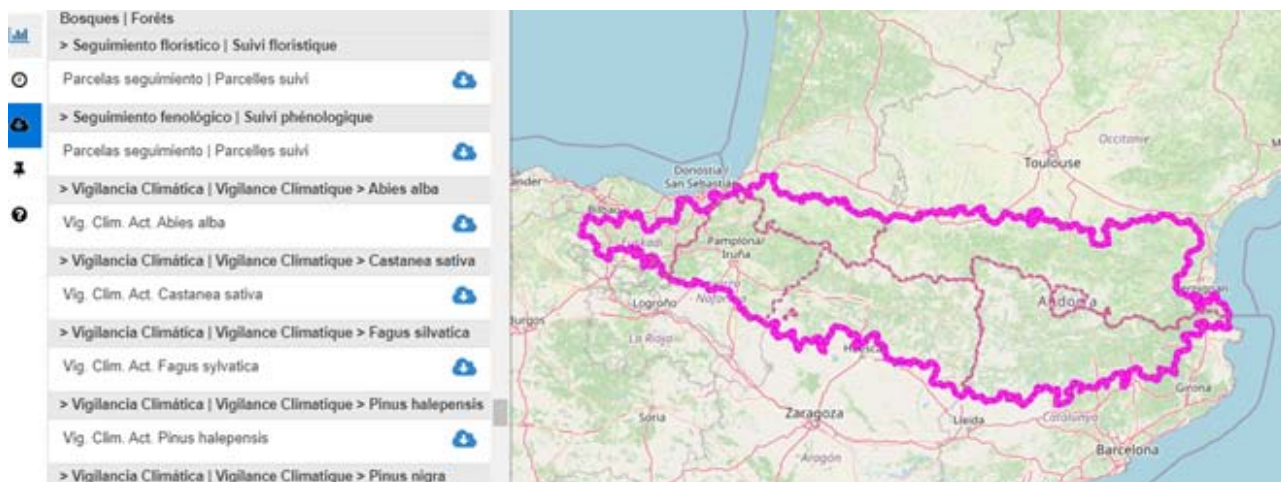 Bosques | Forêts
> Seguimiento florístico | Suivi floristique
Parcelas seguimiento | Parcelles suivi
> Seguimiento fenológico | Suivi phénologique
Parcelas seguimiento | Parcelles suivi
> Vigilancia Climática | Vigilance Climatique > Abies alba
Vig. Clim. Act. Abies alba
> Vigilancia Climática | Vigilance Climatique > Castanea sativa
Vig. Clim. Act. Castanea sativa
> Vigilancia Climática | Vigilance Climatique > Fagus silvatica
Vig. Clim. Act. Fagus sylvatica
> Vigilancia Climática | Vigilance Climatique > Pinus halepensis
Vig. Clim. Act. Pinus halepensis
> Vigilancia Climática | Vigilance Climatique > Pinus nigra
Occitanie
Toulouse
Donostia /
San Sebastián
Euskadi
Pamplona/
Iruña
Logroño
La Rioja
Andorra
Huesca
Soria
Zaragoza
Lleida
Catalunya
Girona
Barcelona
Aragón